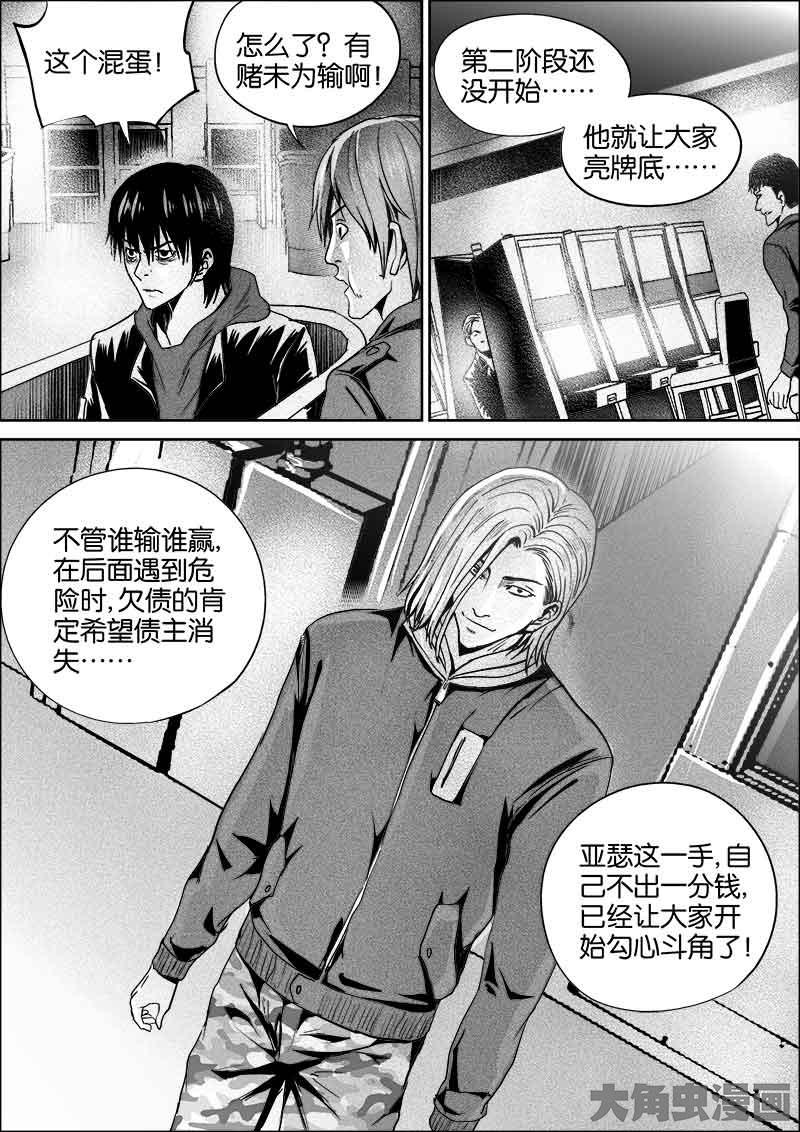 这个混蛋!
怎么了？有
赌未为输啊!
第二阶段还
没开始……
他就让大家
亮牌底……
不管谁输谁赢,
在后面遇到危
险时,欠债的肯
定希望债主消
失……
亚瑟这一手,自
己不出一分钱,
已经让大家开
始勾心斗角了!
大角虫漫画